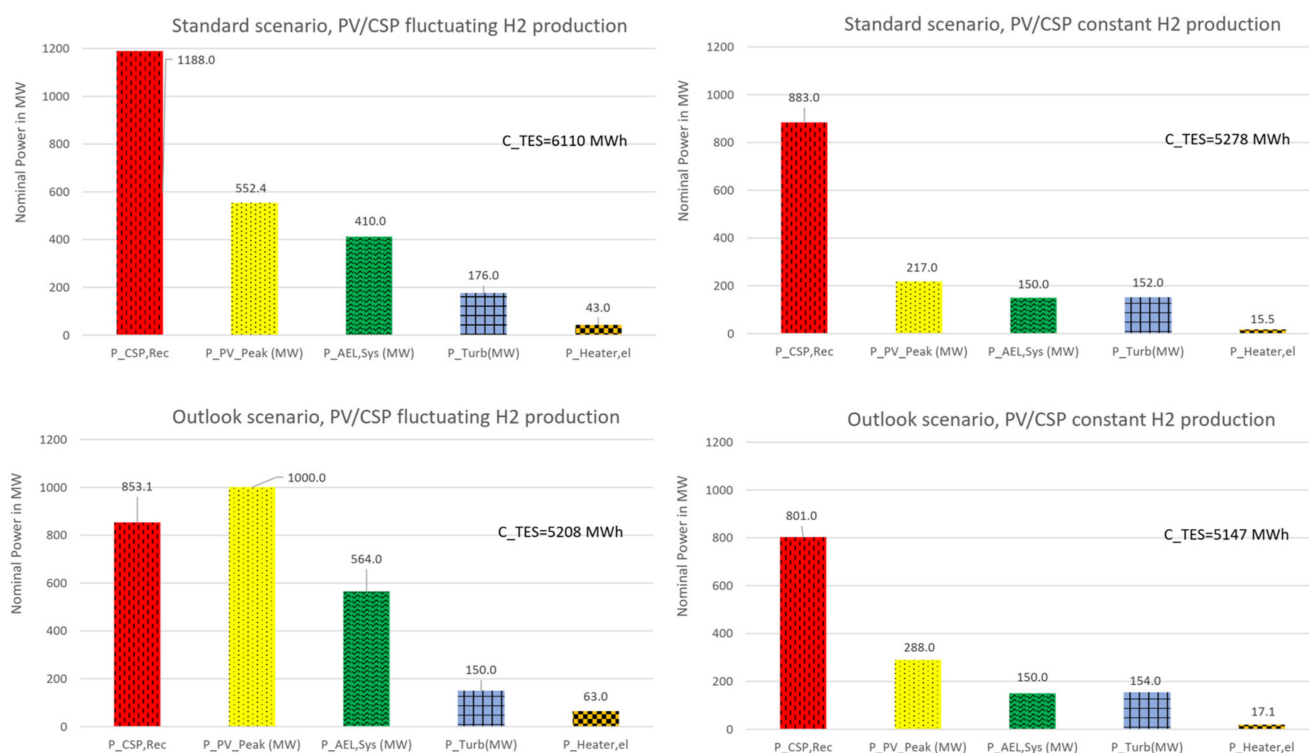 Standard scenario, PV/CSP fluctuating H2 production
Nominal Power in MW
1200
1000
800
600
400
200
0
1188.0
552.4
410.0
176.0
43.0
C_TES=6110 MWh
P_CSP,Rec
P_PV_Peak (MW)
P_AEL,Sys (MW)
P_Turb(MW)
P_Heater,el
Standard scenario, PV/CSP constant H2 production
Nominal Power in MW
1200
1000
800
600
400
200
0
883.0
217.0
150.0
152.0
15.5
C_TES=5278 MWh
P_CSP,Rec
P_PV_Peak (MW)
P_AEL,Sys (MW)
P_Turb(MW)
P_Heater,el
Outlook scenario, PV/CSP fluctuating H2 production
Nominal Power in MW
1200
1000
800
600
400
200
0
853.1
1000.0
564.0
150.0
63.0
C_TES=5208 MWh
P_CSP,Rec
P_PV_Peak (MW)
P_AEL,Sys (MW)
P_Turb(MW)
P_Heater,el
Outlook scenario, PV/CSP constant H2 production
Nominal Power in MW
1200
1000
800
600
400
200
0
801.0
288.0
150.0
154.0
17.1
C_TES=5147 MWh
P_CSP,Rec
P_PV_Peak (MW)
P_AEL,Sys (MW)
P_Turb(MW)
P_Heater,el